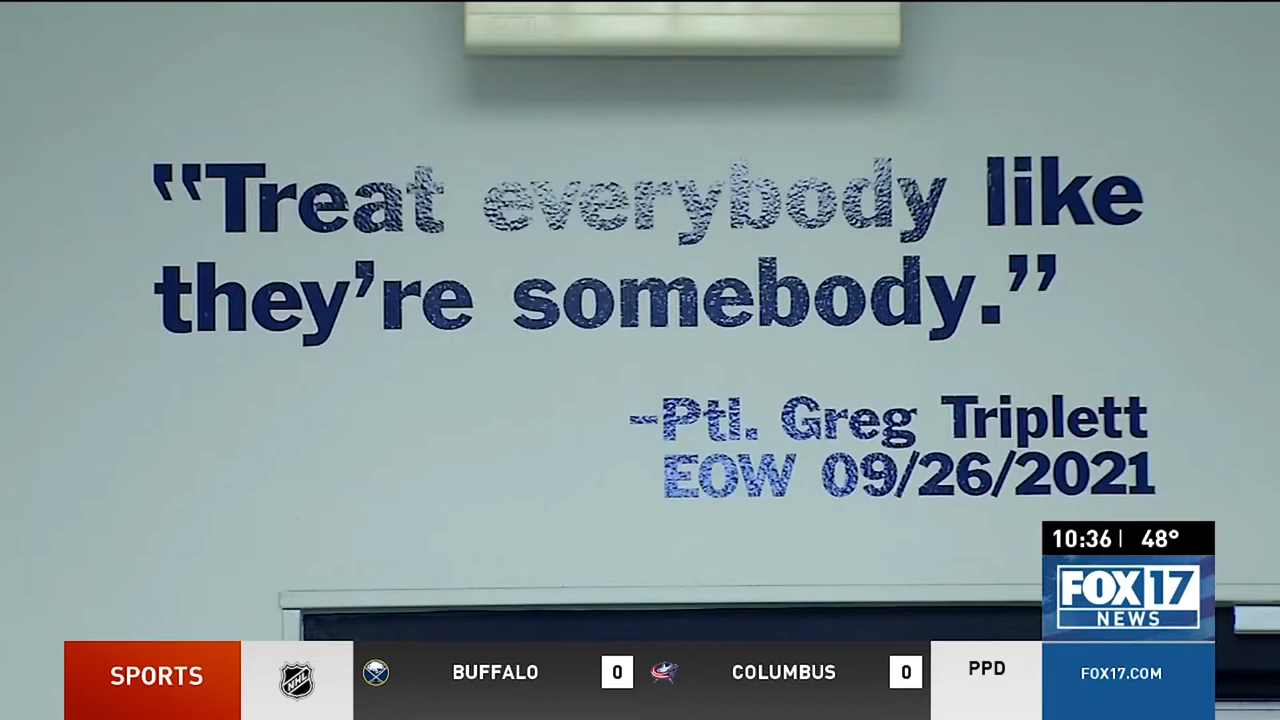 "Treat everybody like
they're somebody."
-Ptl. Greg Triplett
EOW 09/26/2021
10:36 | 48°
FOX 17
NEWS
SPORTS
NHL
BUFFALO 0
COLUMBUS 0
PPD
FOX17.COM